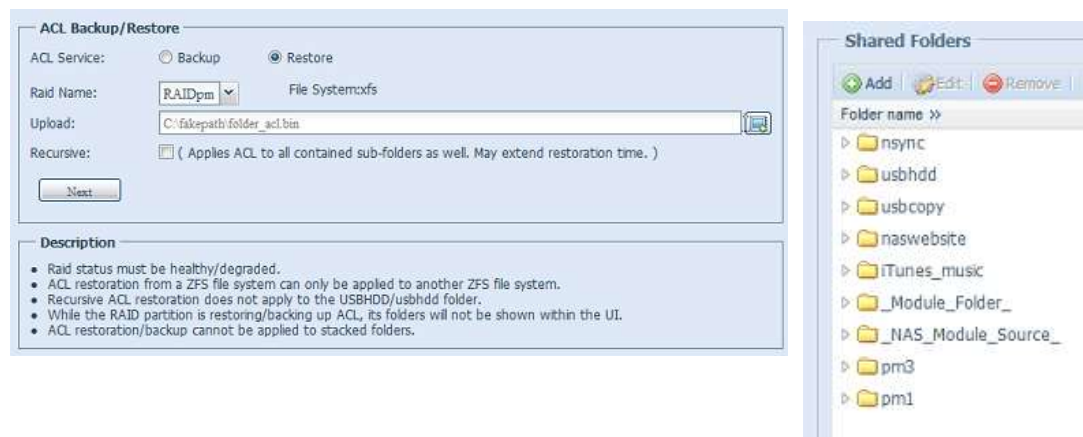 ACL Backup/Restore
ACL Service: Backup Restore
Raid Name: RAIDpm File System:xfs
Upload: C:\fakepath\folder_acl.bin
Recursive: ( Applies ACL to all contained sub-folders as well. May extend restoration time. )
Next
Description
• Raid status must be healthy/degraded.
• ACL restoration from a ZFS file system can only be applied to another ZFS file system.
• Recursive ACL restoration does not apply to the USBHDD/usbhdd folder.
• While the RAID partition is restoring/backing up ACL, its folders will not be shown within the UI.
• ACL restoration/backup cannot be applied to stacked folders.
Shared Folders
Add Edit Remove
Folder name »
nsync
usbhdd
usbcopy
naswebsite
iTunes_music
_Module_Folder_
_NAS_Module_Source_
pm3
pm1